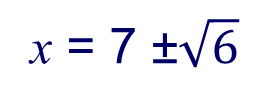 x = 7 ±√6